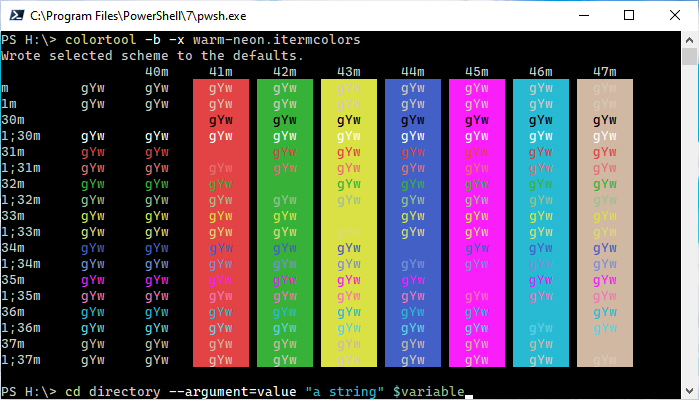 C:\Program Files\PowerShell\7\pwsh.exe
PS H:\> colortool -b -x warm-neon.itermcolors
Wrote selected scheme to the defaults.
40m 41m 42m 43m 44m 45m 46m 47m
m gYw gYw gYw gYw gYw gYw gYw gYw gYw
1m gYw gYw gYw gYw gYw gYw gYw gYw gYw
30m gYw gYw gYw gYw gYw gYw gYw
1;30m gYw gYw gYw gYw gYw gYw gYw gYw gYw
31m gYw gYw gYw gYw gYw gYw gYw gYw
1;31m gYw gYw gYw gYw gYw gYw gYw gYw gYw
32m gYw gYw gYw gYw gYw gYw gYw gYw
1;32m gYw gYw gYw gYw gYw gYw gYw gYw gYw
33m gYw gYw gYw gYw gYw gYw gYw gYw
1;33m gYw gYw gYw gYw gYw gYw gYw gYw gYw
34m gYw gYw gYw gYw gYw gYw gYw gYw
1;34m gYw gYw gYw gYw gYw gYw gYw gYw gYw
35m gYw gYw gYw gYw gYw gYw gYw gYw
1;35m gYw gYw gYw gYw gYw gYw gYw gYw gYw
36m gYw gYw gYw gYw gYw gYw gYw gYw
1;36m gYw gYw gYw gYw gYw gYw gYw gYw gYw
37m gYw gYw gYw gYw gYw gYw gYw gYw
1;37m gYw gYw gYw gYw gYw gYw gYw gYw gYw
PS H:\> cd directory --argument=value "a string" $variable